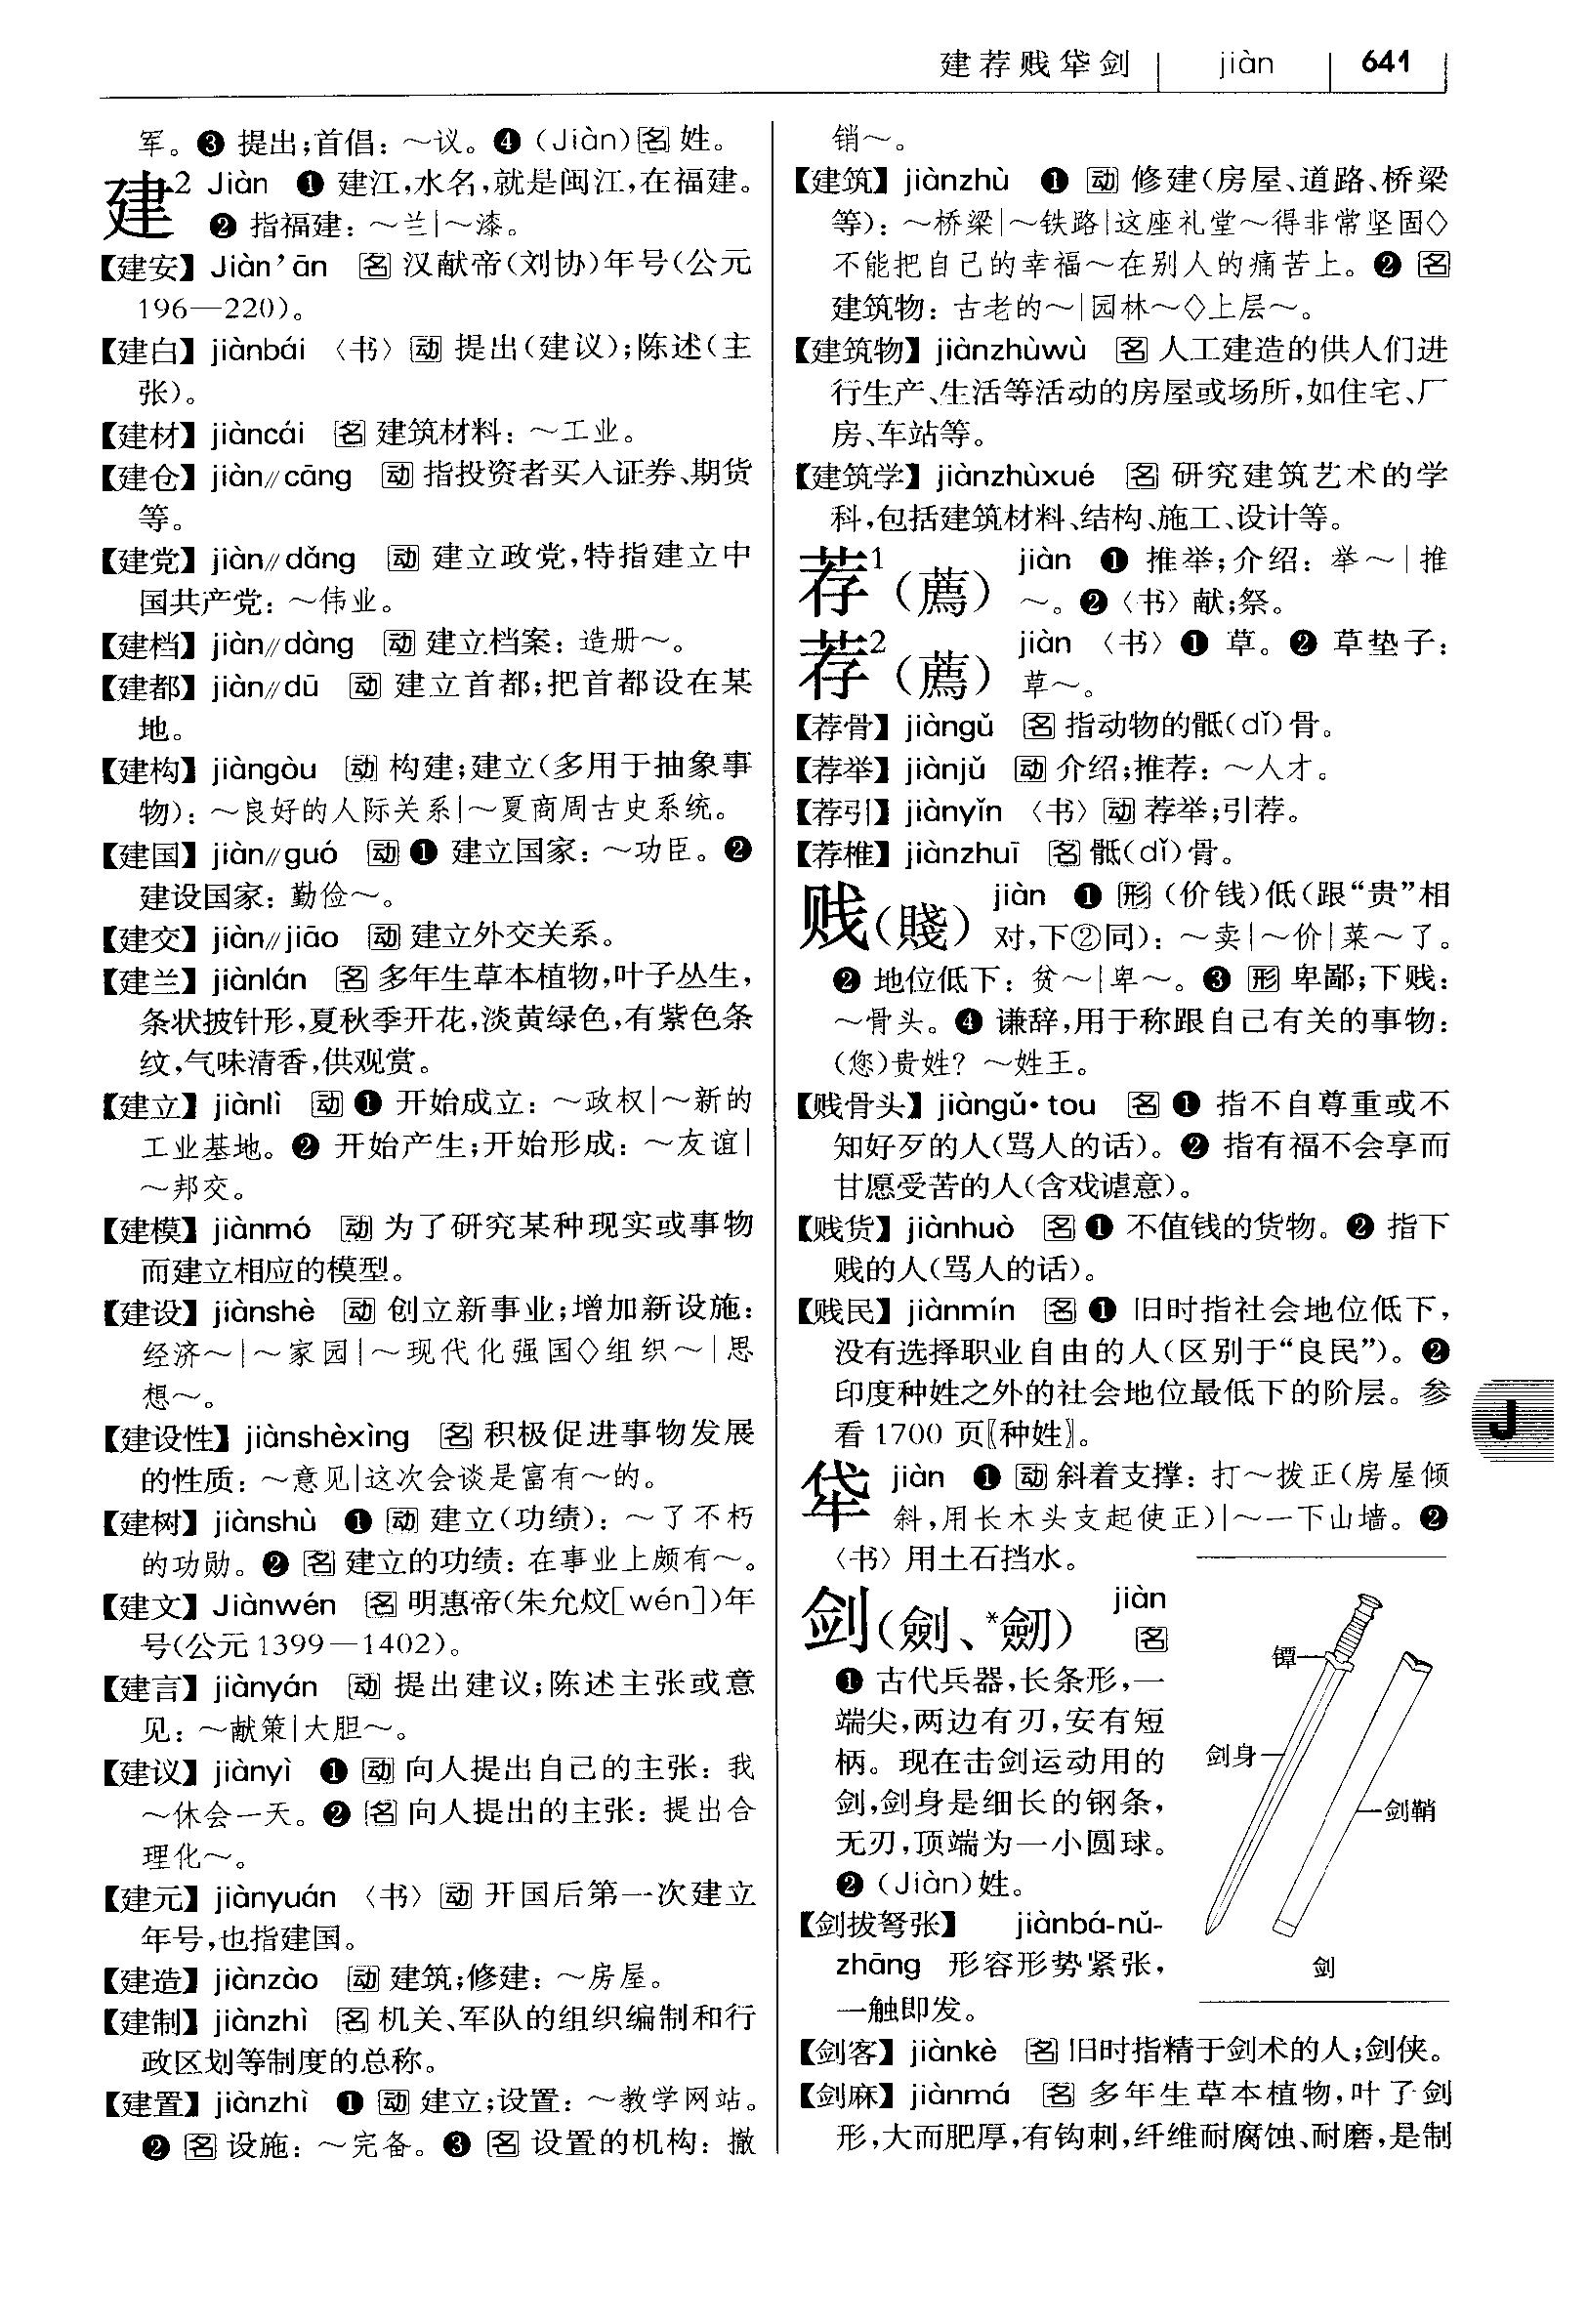 建荐贱㨴剑 jiàn 641
军。❸ 提出；首倡：～议。❹（Jiàn）名 姓。
建² Jiàn ❶ 建江，水名，就是闽江，在福建。
❷ 指福建：～兰|～漆。
【建安】Jiàn’ān 名 汉献帝（刘协）年号（公元
196—220）。
【建白】jiànbái 〈书〉动 提出（建议）；陈述（主
张）。
【建材】jiàncái 名 建筑材料：～工业。
【建仓】jiàn//cāng 动 指投资者买入证券、期货
等。
【建党】jiàn//dǎng 动 建立政党，特指建立中
国共产党：～伟业。
【建档】jiàn//dàng 动 建立档案：造册～。
【建都】jiàn//dū 动 建立首都；把首都设在某
地。
【建构】jiàngòu 动 构建；建立（多用于抽象事
物）：～良好的人际关系|～夏商周古史系统。
【建国】jiàn//guó 动 ❶ 建立国家：～功臣。❷
建设国家：勤俭～。
【建交】jiàn//jiāo 动 建立外交关系。
【建兰】jiànlán 名 多年生草本植物，叶子丛生，
条状披针形，夏秋季开花，淡黄绿色，有紫色条
纹，气味清香，供观赏。
【建立】jiànlì 动 ❶ 开始成立：～政权|～新的
工业基地。❷ 开始产生；开始形成：～友谊|
～邦交。
【建模】jiànmó 动 为了研究某种现实或事物
而建立相应的模型。
【建设】jiànshè 动 创立新事业；增加新设施：
经济～|～家园|～现代化强国◇组织～|思
想～。
【建设性】jiànshèxìng 名 积极促进事物发展
的性质：～意见|这次会谈是富有～的。
【建树】jiànshù ❶ 动 建立（功绩）：～了不朽
的功勋。❷ 名 建立的功绩：在事业上颇有～。
【建文】Jiànwén 名 明惠帝（朱允炆[wén]）年
号（公元1399—1402）。
【建言】jiànyán 动 提出建议；陈述主张或意
见：～献策|大胆～。
【建议】jiànyì ❶ 动 向人提出自己的主张：我
～休会一天。❷ 名 向人提出的主张：提出合
理化～。
【建元】jiànyuán 〈书〉动 开国后第一次建立
年号，也指建国。
【建造】jiànzào 动 建筑；修建：～房屋。
【建制】jiànzhì 名 机关、军队的组织编制和行
政区划等制度的总称。
【建置】jiànzhì ❶ 动 建立；设置：～教学网站。
❷ 名 设施：～完备。❸ 名 设置的机构：撤
销～。
【建筑】jiànzhù ❶ 动 修建（房屋、道路、桥梁
等）：～桥梁|～铁路|这座礼堂～得非常坚固◇
不能把自己的幸福～在别人的痛苦上。❷ 名
建筑物：古老的～|园林～◇上层～。
【建筑物】jiànzhùwù 名 人工建造的供人们进
行生产、生活等活动的房屋或场所，如住宅、厂
房、车站等。
【建筑学】jiànzhùxué 名 研究建筑艺术的学
科，包括建筑材料、结构、施工、设计等。
荐¹（薦） jiàn ❶ 推举；介绍：举～|推
～。❷〈书〉献；祭。
荐²（薦） jiàn 〈书〉❶ 草。❷ 草垫子：
草～。
【荐骨】jiàngǔ 名 指动物的骶（dǐ）骨。
【荐举】jiànjǔ 动 介绍；推荐：～人才。
【荐引】jiànyǐn 〈书〉动 荐举；引荐。
【荐椎】jiànzhuī 名 骶（dǐ）骨。
贱（賤） jiàn ❶ 形（价钱）低（跟“贵”相
对，下②同）：～卖|～价|菜～了。
❷ 地位低下：贫～|卑～。❸ 形 卑鄙；下贱：
～骨头。❹ 谦辞，用于称跟自己有关的事物：
（您）贵姓？～姓王。
【贱骨头】jiàngǔ·tou 名 ❶ 指不自尊重或不
知好歹的人（骂人的话）。❷ 指有福不会享而
甘愿受苦的人（含戏谑意）。
【贱货】jiànhuò 名 ❶ 不值钱的货物。❷ 指下
贱的人（骂人的话）。
【贱民】jiànmín 名 ❶ 旧时指社会地位低下，
没有选择职业自由的人（区别于“良民”）。❷
印度种姓之外的社会地位最低下的阶层。参
看1700 页〖种姓〗。
牮 jiàn ❶ 动 斜着支撑：打～拨正（房屋倾
斜，用长木头支起使正）|～一下山墙。❷
〈书〉用土石挡水。
剑（劍、*劒） jiàn
名
❶ 古代兵器，长条形，一
端尖，两边有刃，安有短
柄。现在击剑运动用的
剑，剑身是细长的钢条，
无刃，顶端为一小圆球。
❷（Jiàn）姓。
【剑拔弩张】 jiànbá-nǔ-
zhāng 形容形势紧张，
一触即发。
镡
剑身
剑鞘
剑
【剑客】jiànkè 名 旧时指精于剑术的人；剑侠。
【剑麻】jiànmá 名 多年生草本植物，叶子剑
形，大而肥厚，有钩刺，纤维耐腐蚀、耐磨，是制
J